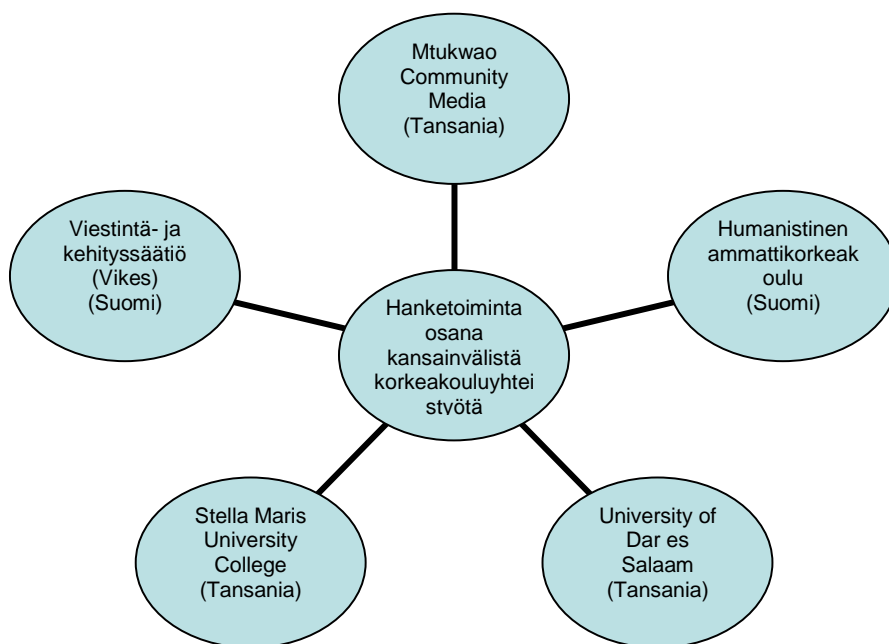 Mtukwao
Community
Media
(Tansania)
Viestintä- ja
kehityssäätiö
(Vikes)
(Suomi)
Humanistinen
ammattikorkeak
oulu
(Suomi)
Hanketoiminta
osana
kansainvälistä
korkeakouluyhtei
styötä
Stella Maris
University
College
(Tansania)
University of
Dar es
Salaam
(Tansania)